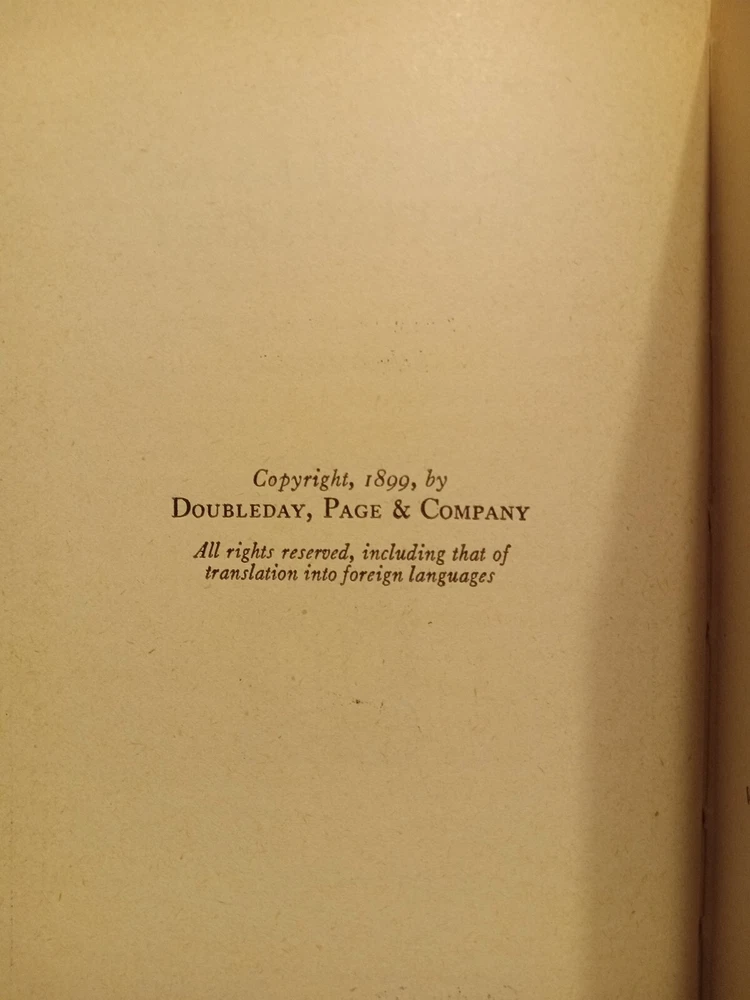 Copyright, 1899, by
DOUBLEDAY, PAGE & COMPANY
All rights reserved, including that of
translation into foreign languages